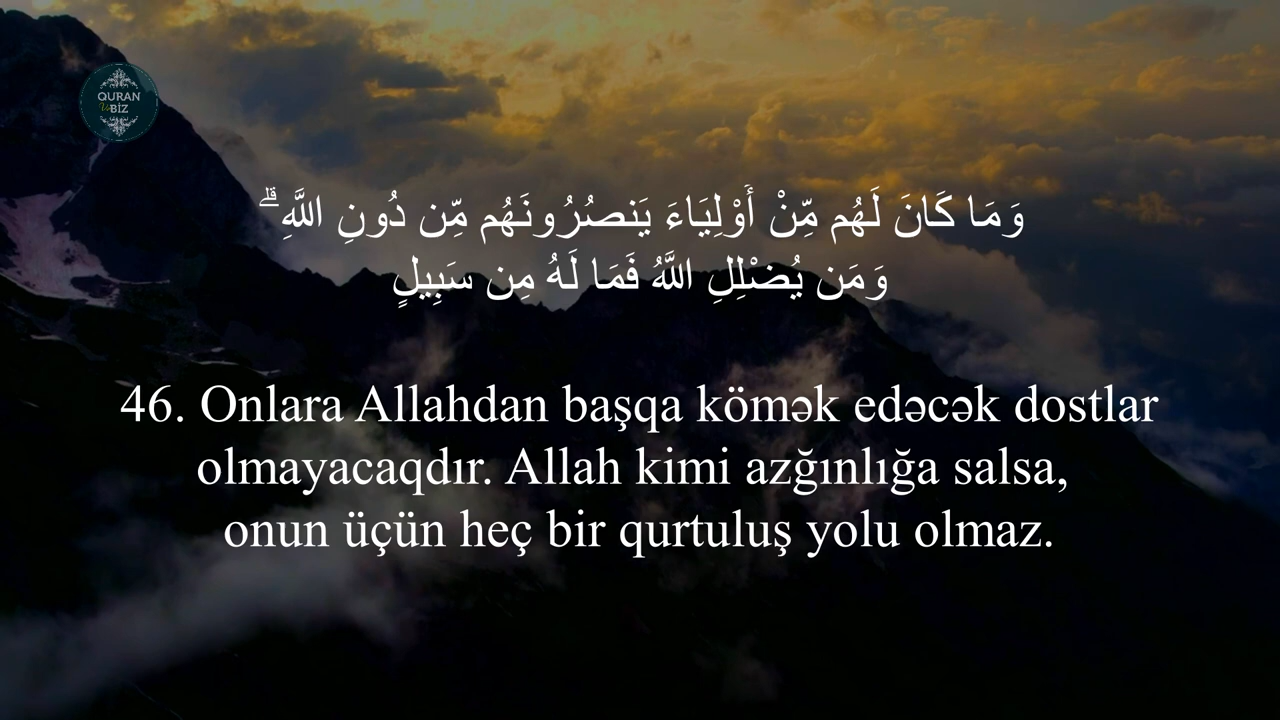 QURAN
Və
BİZ
وَمَا كَانَ لَهُم مِّنْ أَوْلِيَاءَ يَنصُرُونَهُم مِّن دُونِ اللَّهِ ۗ
وَمَن يُضْلِلِ اللَّهُ فَمَا لَهُ مِن سَبِيلٍ
46. Onlara Allahdan başqa kömək edəcək dostlar
olmayacaqdır. Allah kimi azğınlığa salsa,
onun üçün heç bir qurtuluş yolu olmaz.